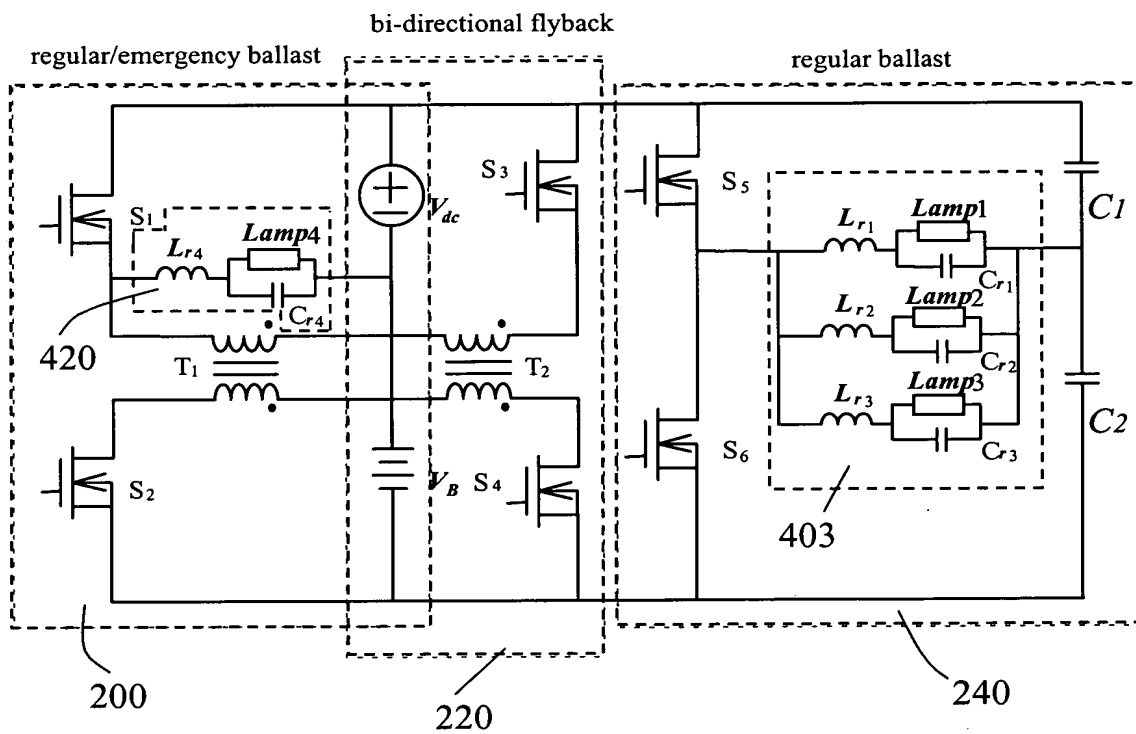 bi-directional flyback
regular/emergency ballast
regular ballast
S1
Lr4
Lamp4
Cr4
420
Vdc
S3
S5
Lr1
Lamp1
Cr1
C1
Lr2
Lamp2
Cr2
T1
T2
Lr3
Lamp3
Cr3
C2
S2
VB
S4
S6
403
200
220
240